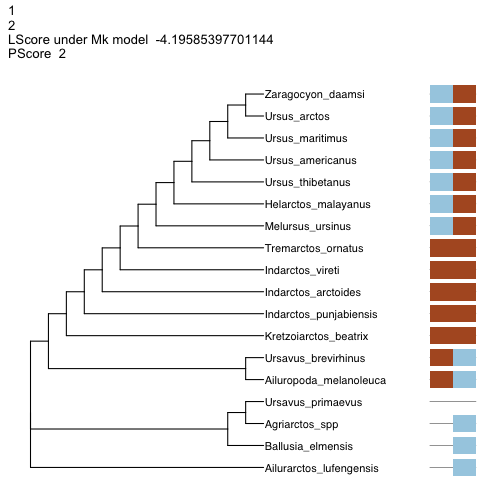 1
2
LScore under Mk model -4.19585397701144
PScore 2
Zaragocyon_daamsi
Ursus_arctos
Ursus_maritimus
Ursus_americanus
Ursus_thibetanus
Helarctos_malayanus
Melursus_ursinus
Tremarctos_ornatus
Indarctos_vireti
Indarctos_arctoides
Indarctos_punjabiensis
Kretzoiarctos_beatrix
Ursavus_brevirhinus
Ailuropoda_melanoleuca
Ursavus_primaevus
Agriarctos_spp
Ballusia_elmensis
Ailurarctos_lufengensis